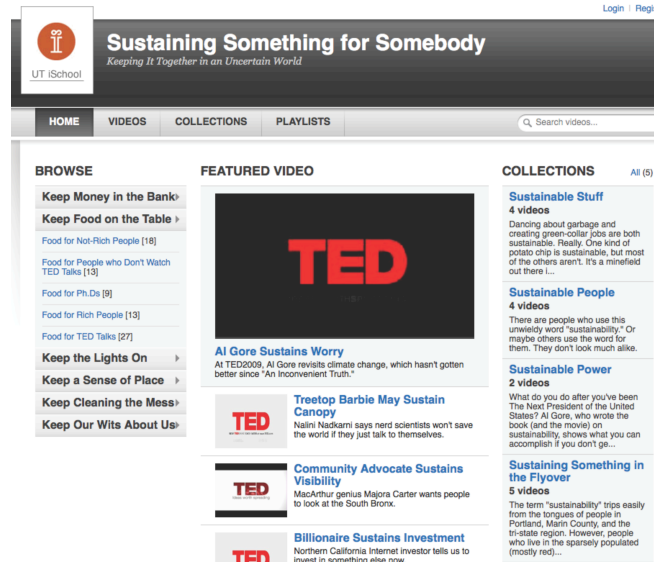 Login | Regi
UT iSchool
Sustaining Something for Somebody
Keeping It Together in an Uncertain World
HOME VIDEOS COLLECTIONS PLAYLISTS
Search videos...
BROWSE
Keep Money in the Bank
Keep Food on the Table
Food for Not-Rich People [18]
Food for People who Don't Watch
TED Talks [13]
Food for Ph.Ds [9]
Food for Rich People [13]
Food for TED Talks [27]
Keep the Lights On
Keep a Sense of Place
Keep Cleaning the Mess
Keep Our Wits About Us
FEATURED VIDEO
TED
Al Gore Sustains Worry
At TED2009, Al Gore revisits climate change, which hasn't gotten
better since "An Inconvenient Truth."
TED
Treetop Barbie May Sustain
Canopy
Nalini Nadkarni says nerd scientists won't save
the world if they just talk to themselves.
TED
Community Advocate Sustains
Visibility
MacArthur genius Majora Carter wants people
to look at the South Bronx.
TED
Billionaire Sustains Investment
Northern California Internet investor tells us to
invest in something else now.
COLLECTIONS All (5)
Sustainable Stuff
4 videos
Dancing about garbage and
creating green-collar jobs are both
sustainable. Really. One kind of
potato chip is sustainable, but most
of the others aren't. It's a minefield
out there i...
Sustainable People
4 videos
There are people who use this
unwieldy word "sustainability." Or
maybe others use the word for
them. They don't look much alike.
Sustainable Power
2 videos
What do you do after you've been
The Next President of the United
States? Al Gore, who wrote the
book (and the movie) on
sustainability, shows what you can
accomplish if you don't ge...
Sustaining Something in
the Flyover
5 videos
The term "sustainability" trips easily
from the tongues of people in
Portland, Marin County, and the
tri-state region. However, people
who live in the sparsely populated
(mostly red)...